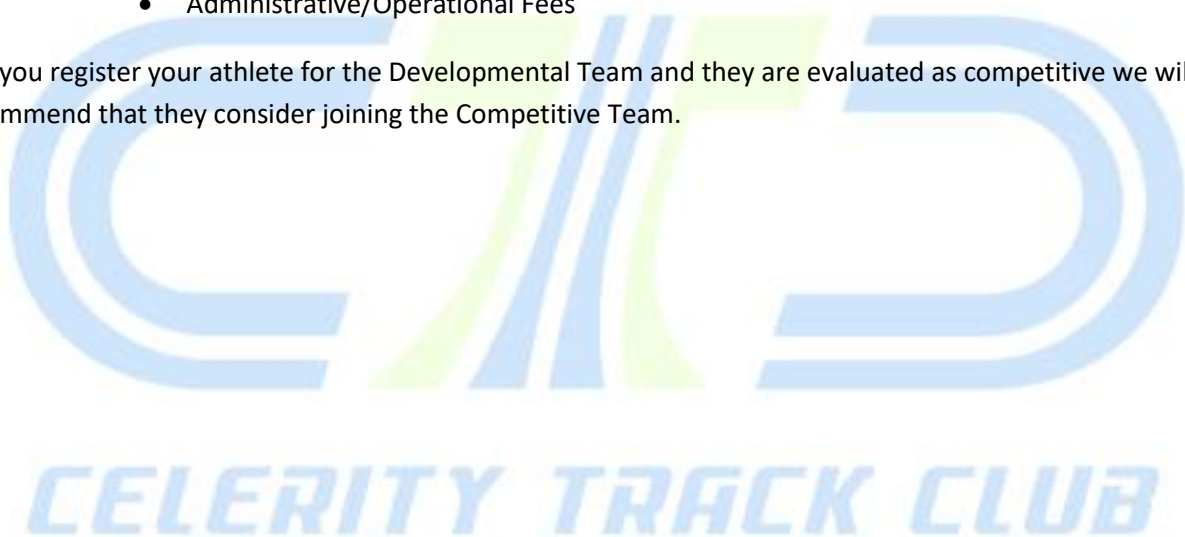 • Administrative/Operational Fees
you register your athlete for the Developmental Team and they are evaluated as competitive we wil
mmend that they consider joining the Competitive Team.
CELERITY TRACK CLUB